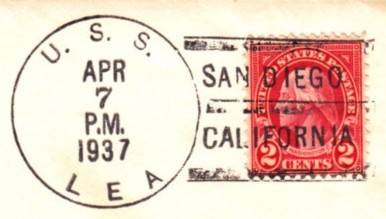 U. S. S.
APR
7
P.M.
1937
LEA
SAN DIEGO
CALIFORNIA
UNITED STATES POSTAGE
2 CENTS 2